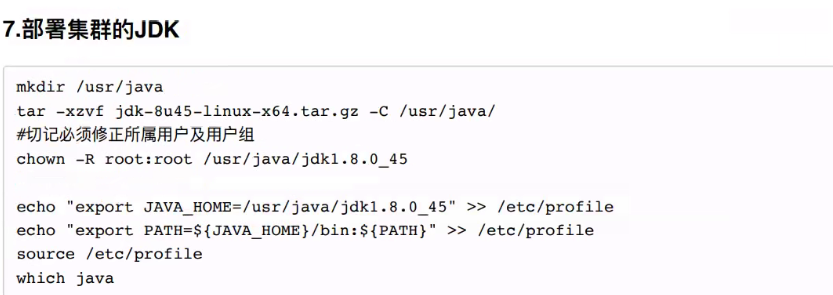 7.部署集群的JDK
mkdir /usr/java
tar -xzvf jdk-8u45-linux-x64.tar.gz -C /usr/java/
#切记必须修正所属用户及用户组
chown -R root:root /usr/java/jdk1.8.0_45
echo "export JAVA_HOME=/usr/java/jdk1.8.0_45" >> /etc/profile
echo "export PATH=${JAVA_HOME}/bin:${PATH}" >> /etc/profile
source /etc/profile
which java